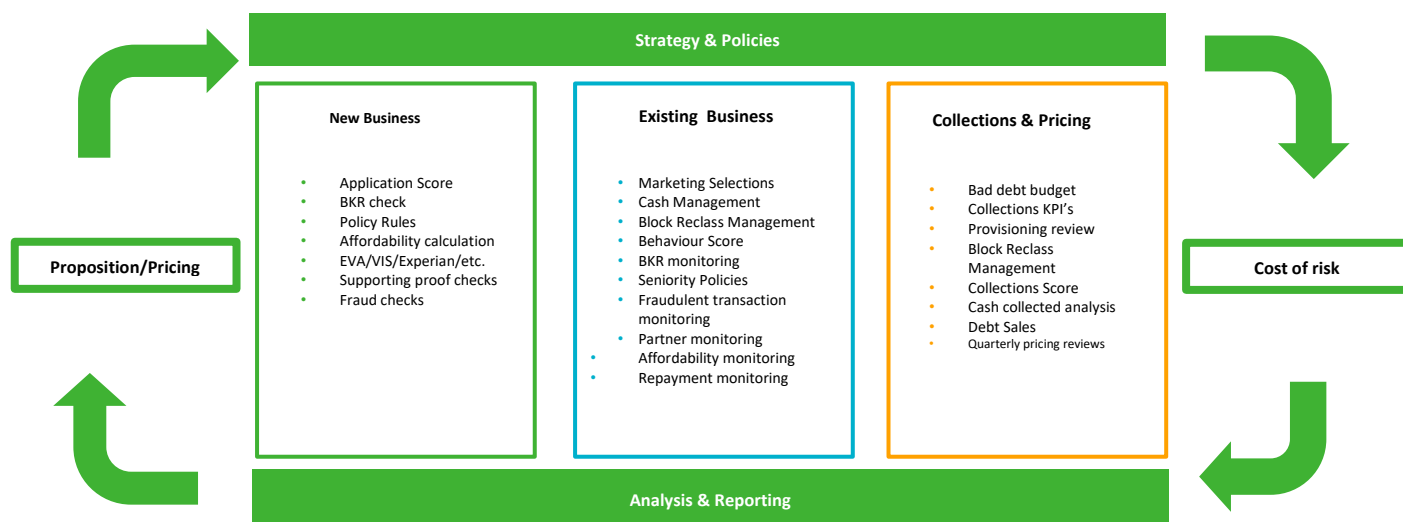 Strategy & Policies
New Business
• Application Score
• BKR check
• Policy Rules
• Affordability calculation
• EVA/VIS/Experian/etc.
• Supporting proof checks
• Fraud checks
Existing Business
• Marketing Selections
• Cash Management
• Block Reclass Management
• Behaviour Score
• BKR monitoring
• Seniority Policies
• Fraudulent transaction
monitoring
• Partner monitoring
• Affordability monitoring
• Repayment monitoring
Collections & Pricing
• Bad debt budget
• Collections KPI's
• Provisioning review
• Block Reclass
Management
• Collections Score
• Cash collected analysis
• Debt Sales
• Quarterly pricing reviews
Proposition/Pricing
Cost of risk
Analysis & Reporting